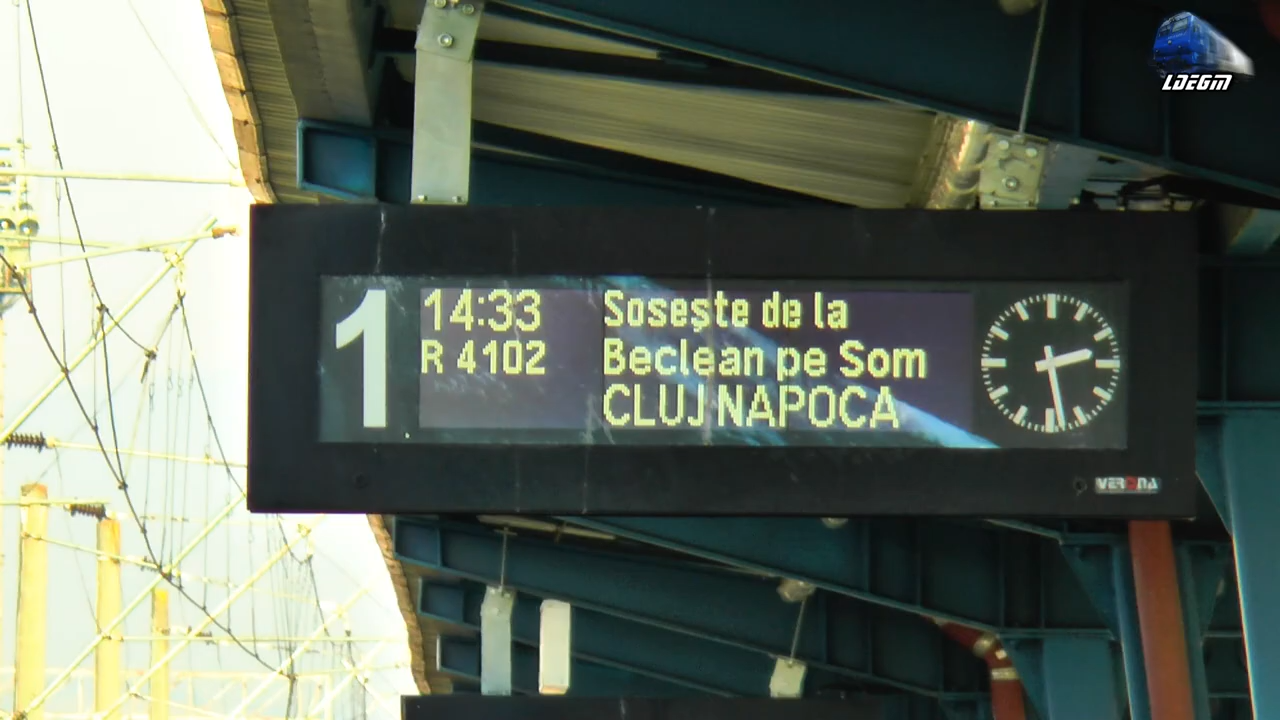 LDEGM
1
14:33 Sosește de la
R 4102 Beclean pe Som
CLUJ NAPOCA
VERONA